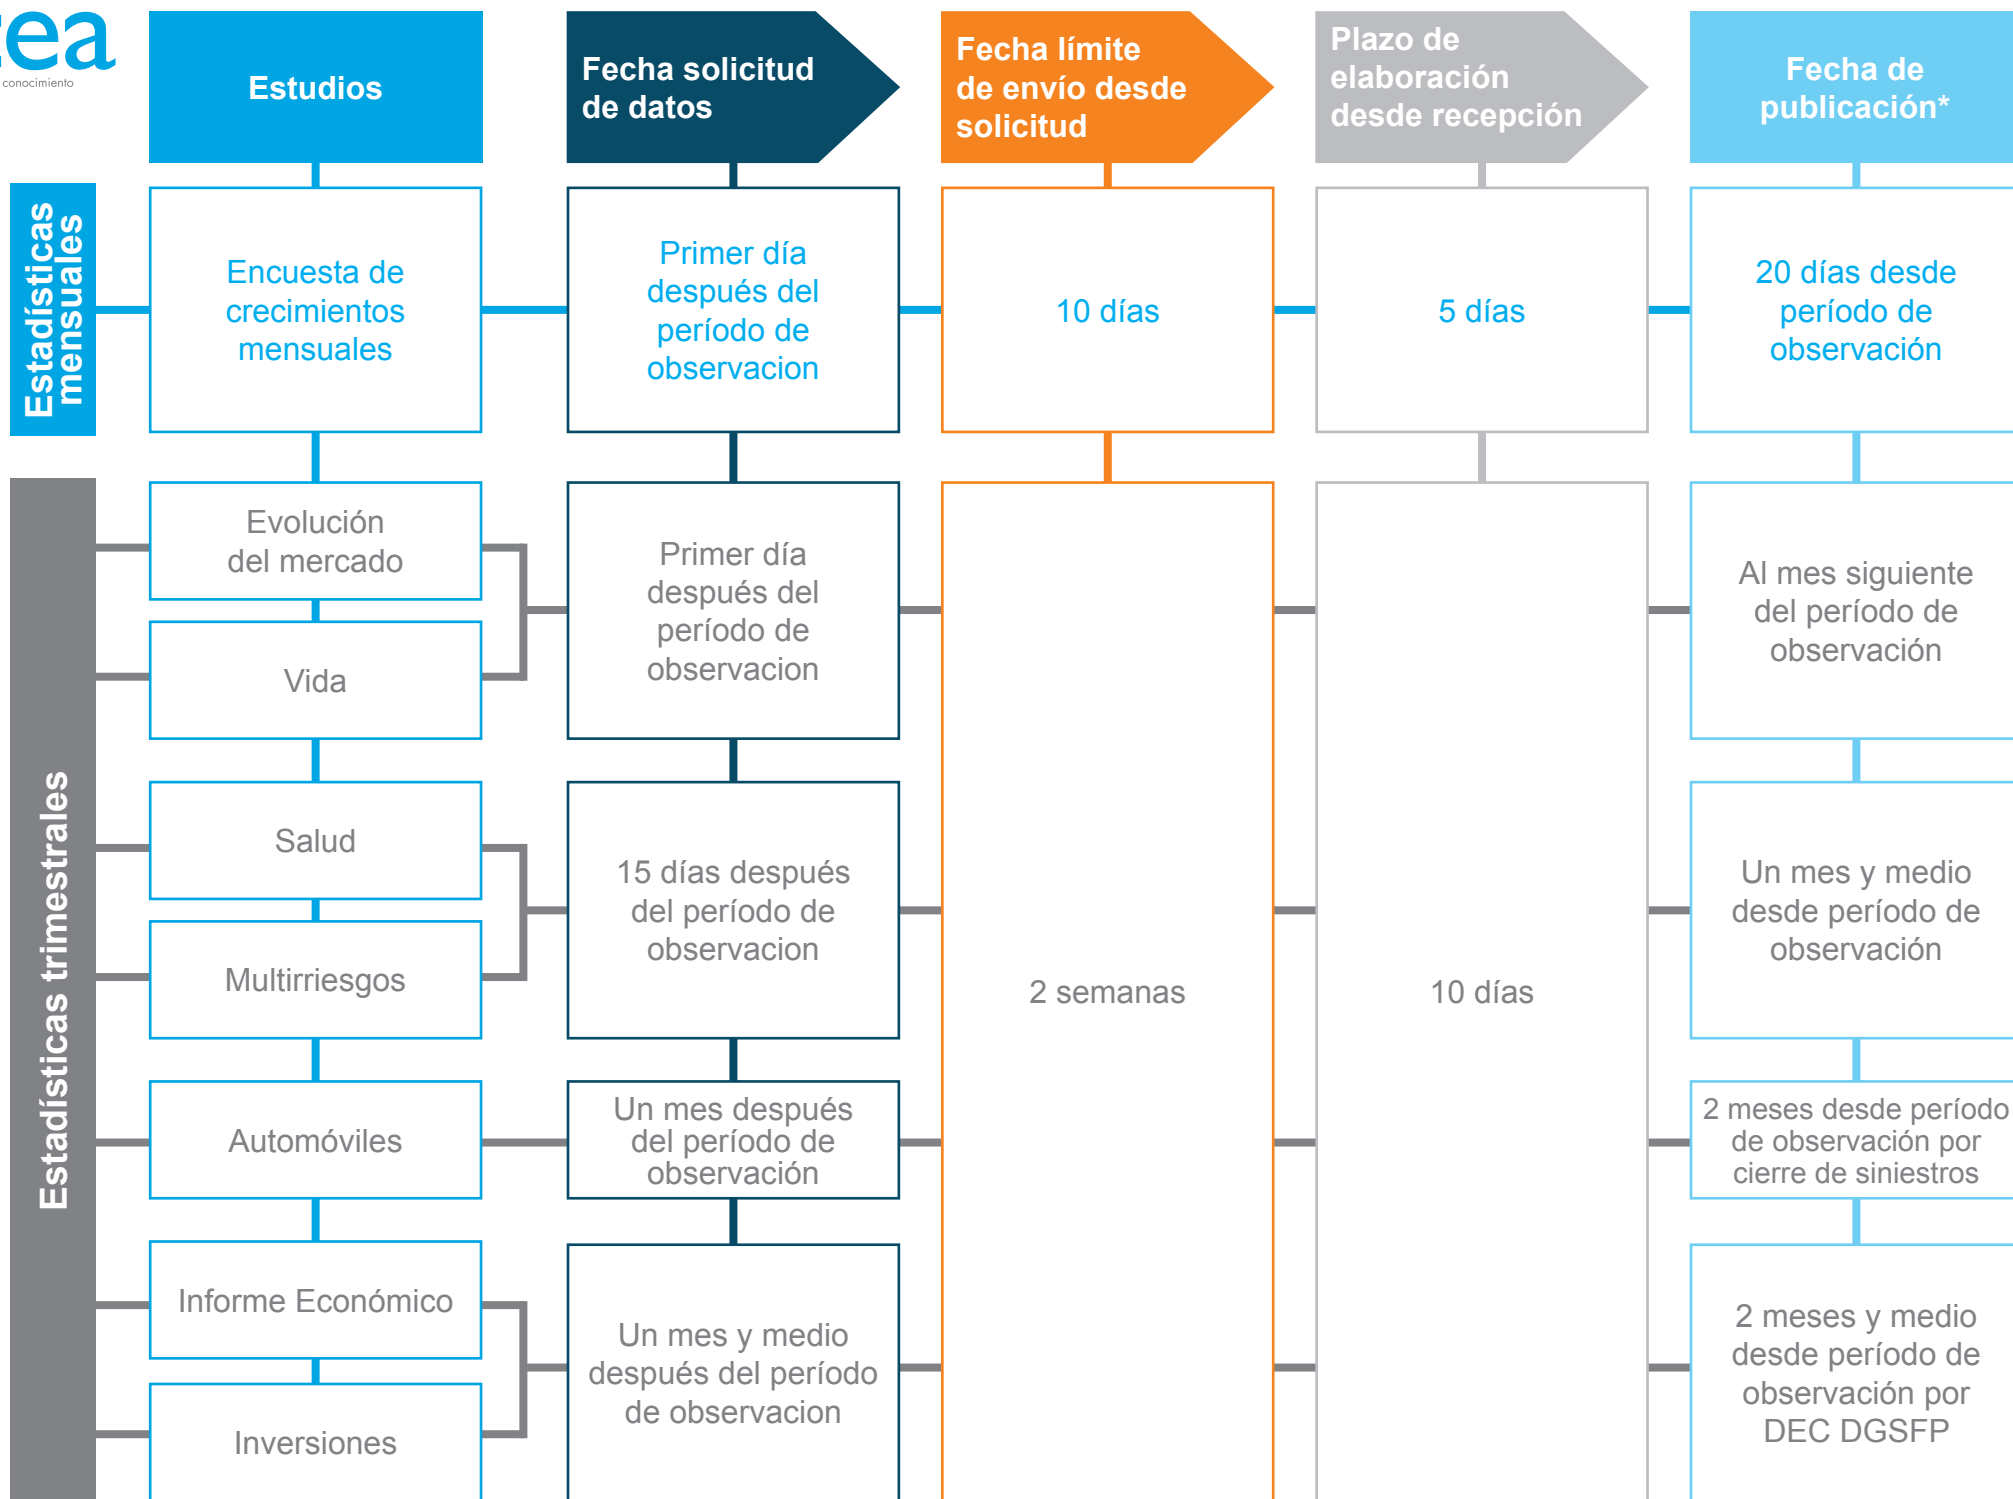 cea
conocimiento
Estudios
Fecha solicitud
de datos
Fecha límite
de envío desde
solicitud
Plazo de
elaboración
desde recepción
Fecha de
publicación*
Estadísticas
mensuales
Encuesta de
crecimientos
mensuales
Primer día
después del
período de
observacion
10 días
5 días
20 días desde
período de
observación
Estadísticas trimestrales
Evolución
del mercado
Vida
Primer día
después del
período de
observacion
Al mes siguiente
del período de
observación
Salud
Multirriesgos
15 días después
del período de
observacion
2 semanas
10 días
Un mes y medio
desde período de
observación
Automóviles
Un mes después
del período de
observación
2 meses desde período
de observación por
cierre de siniestros
Informe Económico
Inversiones
Un mes y medio
después del período
de observacion
2 meses y medio
desde período de
observación por
DEC DGSFP